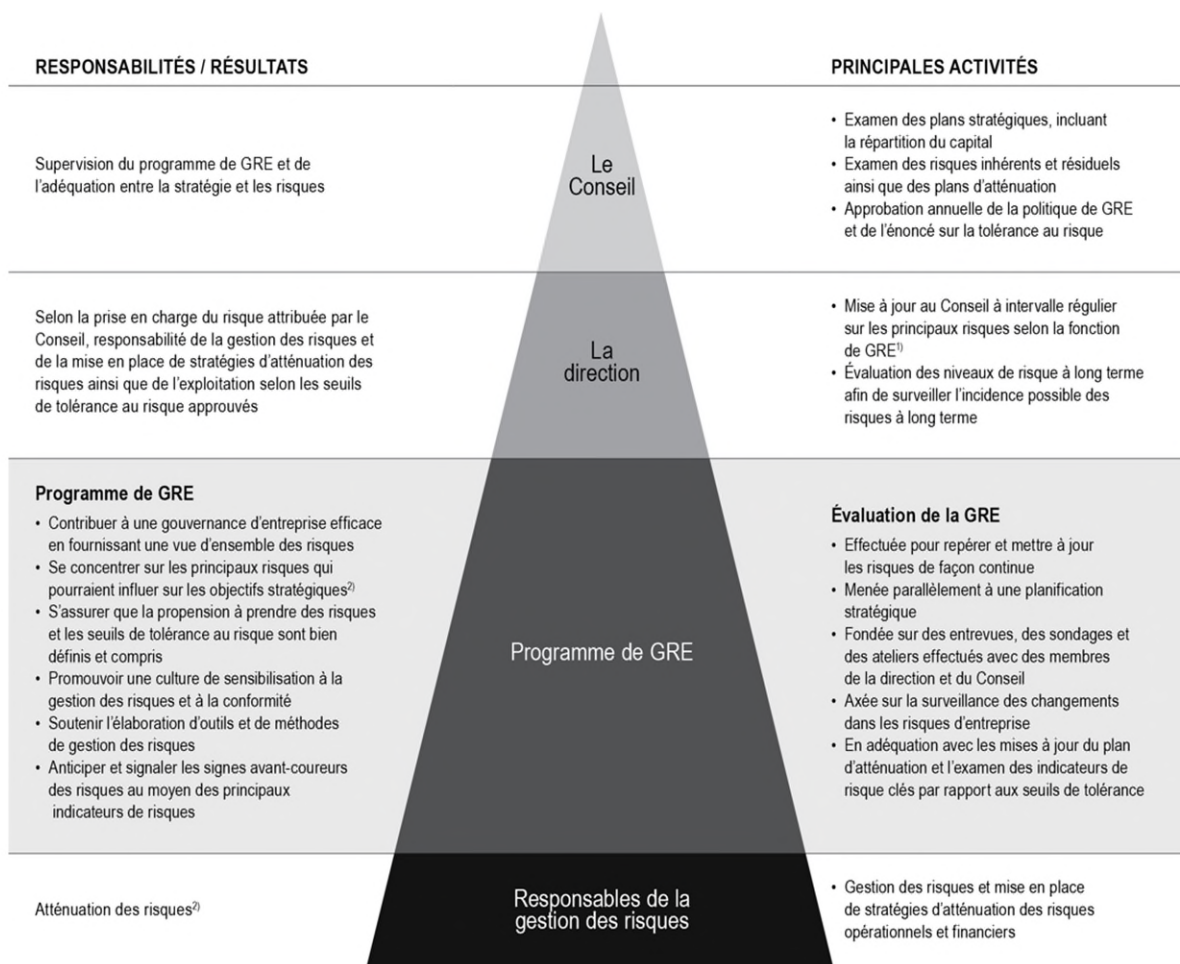 RESPONSABILITÉS / RÉSULTATS
PRINCIPALES ACTIVITÉS
Supervision du programme de GRE et de
l'adéquation entre la stratégie et les risques
Le
Conseil
• Examen des plans stratégiques, incluant
la répartition du capital
• Examen des risques inhérents et résiduels
ainsi que des plans d'atténuation
• Approbation annuelle de la politique de GRE
et de l'énoncé sur la tolérance au risque
Selon la prise en charge du risque attribuée par le
Conseil, responsabilité de la gestion des risques et
de la mise en place de stratégies d'atténuation des
risques ainsi que de l'exploitation selon les seuils
de tolérance au risque approuvés
La
direction
• Mise à jour au Conseil à intervalle régulier
sur les principaux risques selon la fonction
de GRE1)
• Évaluation des niveaux de risque à long terme
afin de surveiller l'incidence possible des
risques à long terme
Programme de GRE
• Contribuer à une gouvernance d'entreprise efficace
en fournissant une vue d'ensemble des risques
• Se concentrer sur les principaux risques qui
pourraient influer sur les objectifs stratégiques2)
• S'assurer que la propension à prendre des risques
et les seuils de tolérance au risque sont bien
définis et compris
• Promouvoir une culture de sensibilisation à la
gestion des risques et à la conformité
• Soutenir l'élaboration d'outils et de méthodes
de gestion des risques
• Anticiper et signaler les signes avant-coureurs
des risques au moyen des principaux
indicateurs de risques
Programme de GRE
Évaluation de la GRE
• Effectuée pour repérer et mettre à jour
les risques de façon continue
• Menée parallèlement à une planification
stratégique
• Fondée sur des entrevues, des sondages et
des ateliers effectués avec des membres
de la direction et du Conseil
• Axée sur la surveillance des changements
dans les risques d'entreprise
• En adéquation avec les mises à jour du plan
d'atténuation et l'examen des indicateurs de
risque clés par rapport aux seuils de tolérance
Atténuation des risques2)
Responsables de la
gestion des risques
• Gestion des risques et mise en place
de stratégies d'atténuation des risques
opérationnels et financiers